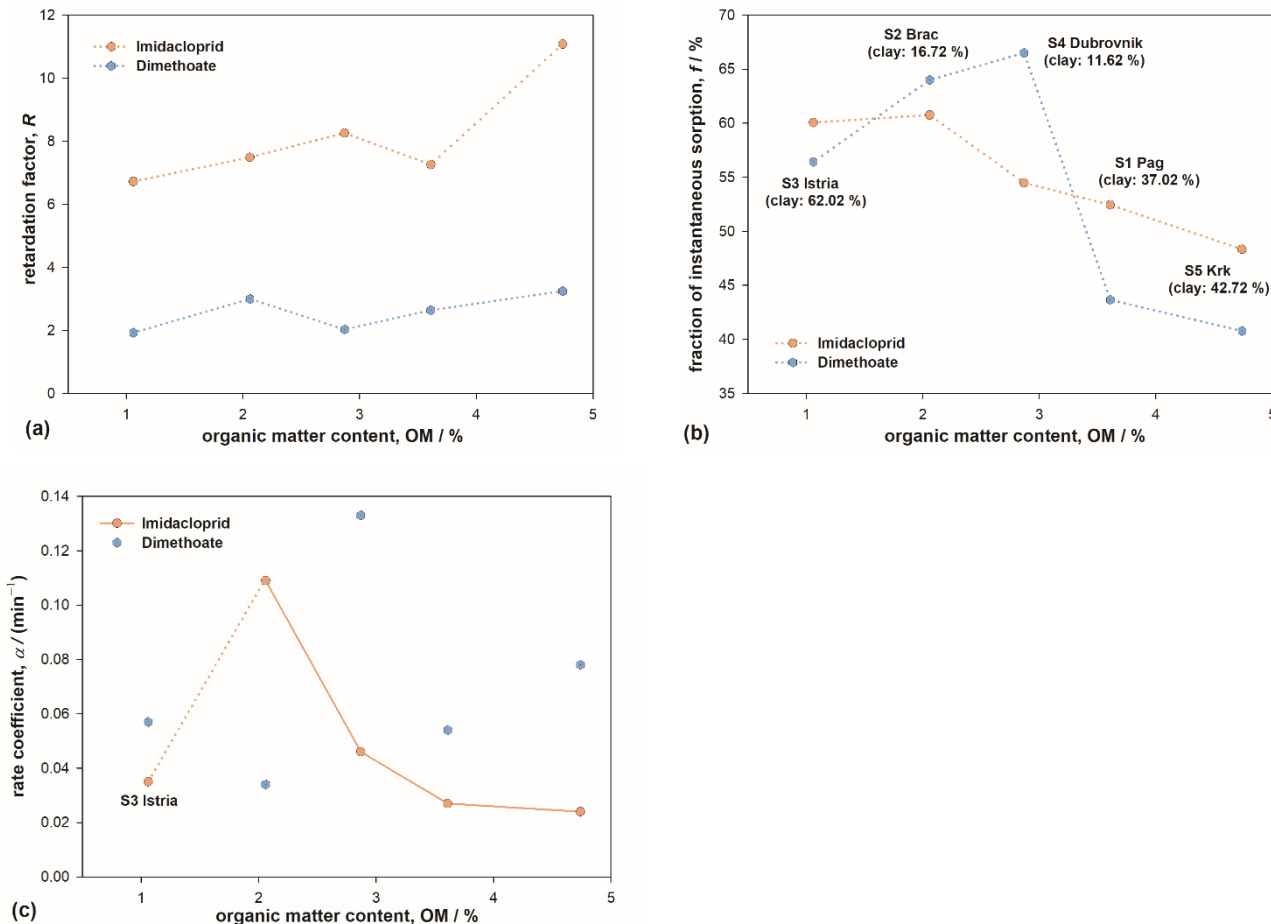 12
10
8
6
4
2
0
retardation factor, R
Imidacloprid
Dimethoate
1
2
3
4
5
organic matter content, OM / %
(a)
70
65
60
55
50
45
40
35
fraction of instantaneous sorption, f / %
S2 Brac
(clay: 16.72 %)
S4 Dubrovnik
(clay: 11.62 %)
S3 Istria
(clay: 62.02 %)
S1 Pag
(clay: 37.02 %)
S5 Krk
(clay: 42.72 %)
Imidacloprid
Dimethoate
1
2
3
4
5
organic matter content, OM / %
(b)
0.14
0.12
0.10
0.08
0.06
0.04
0.02
0.00
rate coefficient, α / (min⁻¹)
Imidacloprid
Dimethoate
S3 Istria
1
2
3
4
5
organic matter content, OM / %
(c)